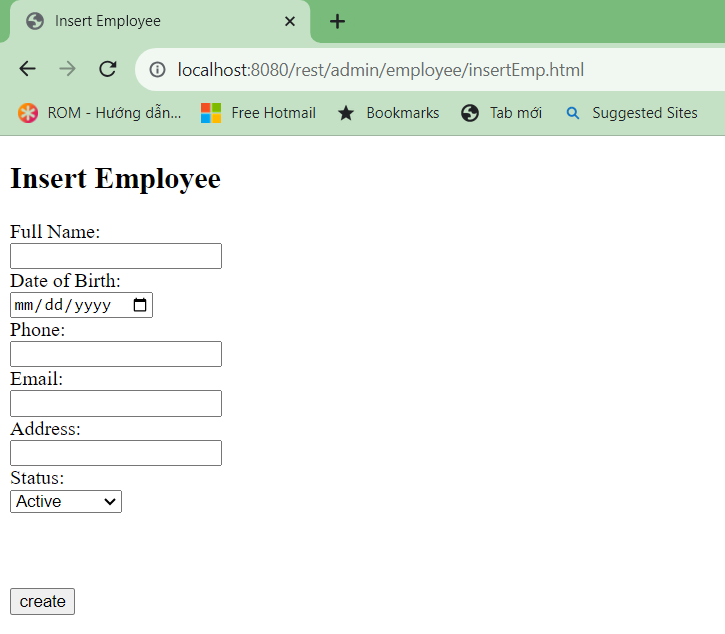 Insert Employee
localhost:8080/rest/admin/employee/insertEmp.html
ROM - Hướng dẫn... Free Hotmail Bookmarks Tab mới Suggested Sites
Insert Employee
Full Name:
Date of Birth:
mm/dd/yyyy
Phone:
Email:
Address:
Status:
Active
create